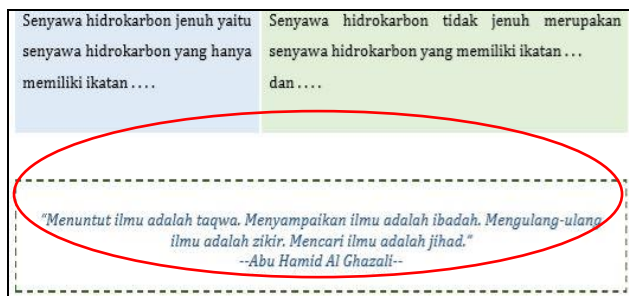 Senyawa hidrokarbon jenuh yaitu
senyawa hidrokarbon yang hanya
memiliki ikatan . . . .
Senyawa hidrokarbon tidak jenuh merupakan
senyawa hidrokarbon yang memiliki ikatan . . .
dan . . . .
"Menuntut ilmu adalah taqwa. Menyampaikan ilmu adalah ibadah. Mengulang-ulang
ilmu adalah zikir. Mencari ilmu adalah jihad."
--Abu Hamid Al Ghazali--